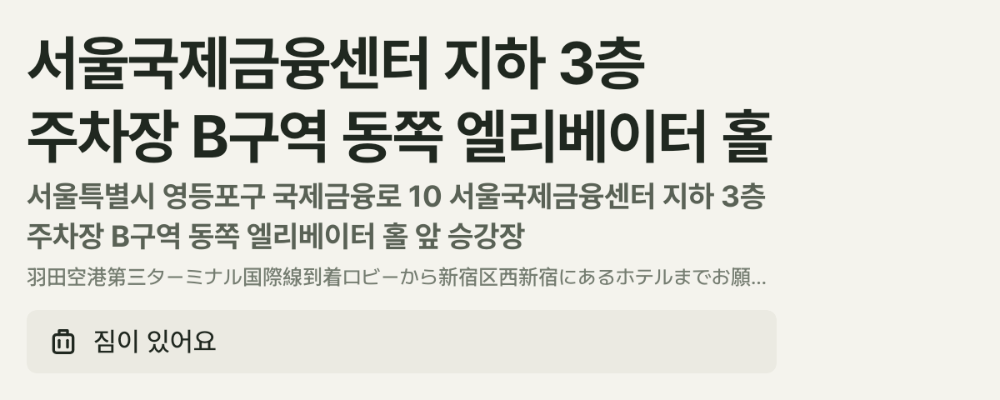 서울국제금융센터 지하 3층
주차장 B구역 동쪽 엘리베이터 홀
서울특별시 영등포구 국제금융로 10 서울국제금융센터 지하 3층
주차장 B구역 동쪽 엘리베이터 홀 앞 승강장
羽田空港第三ターミナル国際線到着ロビーから新宿区西新宿にあるホテルまでお願...
짐이 있어요